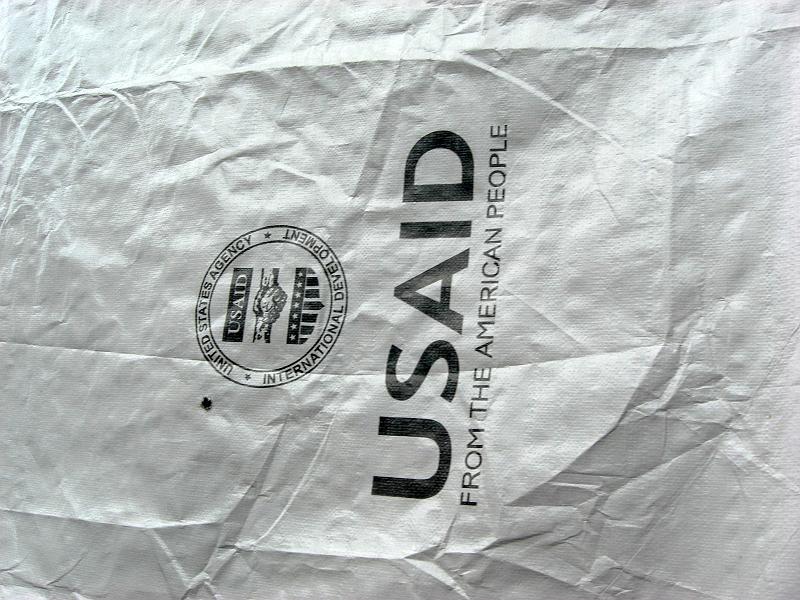 UNITED STATES AGENCY ★ INTERNATIONAL DEVELOPMENT ★
USAID
USAID
FROM THE AMERICAN PEOPLE